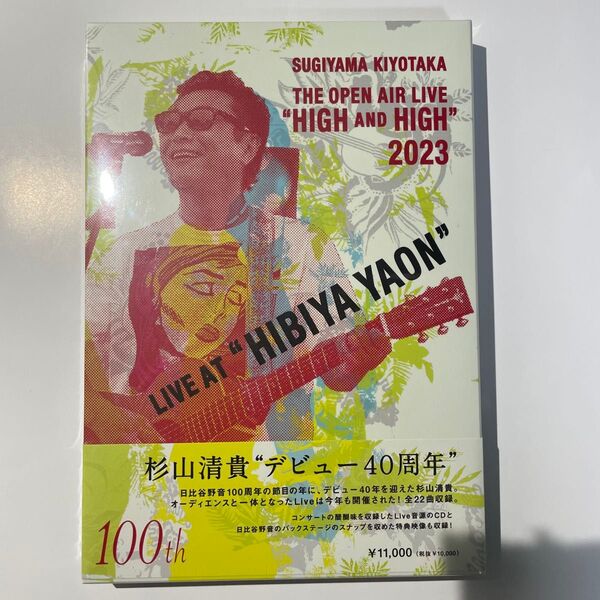 SUGIYAMA KIYOTAKA
THE OPEN AIR LIVE
“HIGH AND HIGH”
2023
LIVE AT “HIBIYA YAON”
杉山清貴“デビュー40周年”
日比谷野音100周年の節目の年に、デビュー40年を迎えた杉山清貴。
オーディエンスと一体となったLiveは今年も開催された!全22曲収録。
コンサートの醍醐味を収録したLive音源のCDと
日比谷野音のバックステージのスナップを収めた特典映像も収録!
100th
¥11,000(税抜¥10,000)